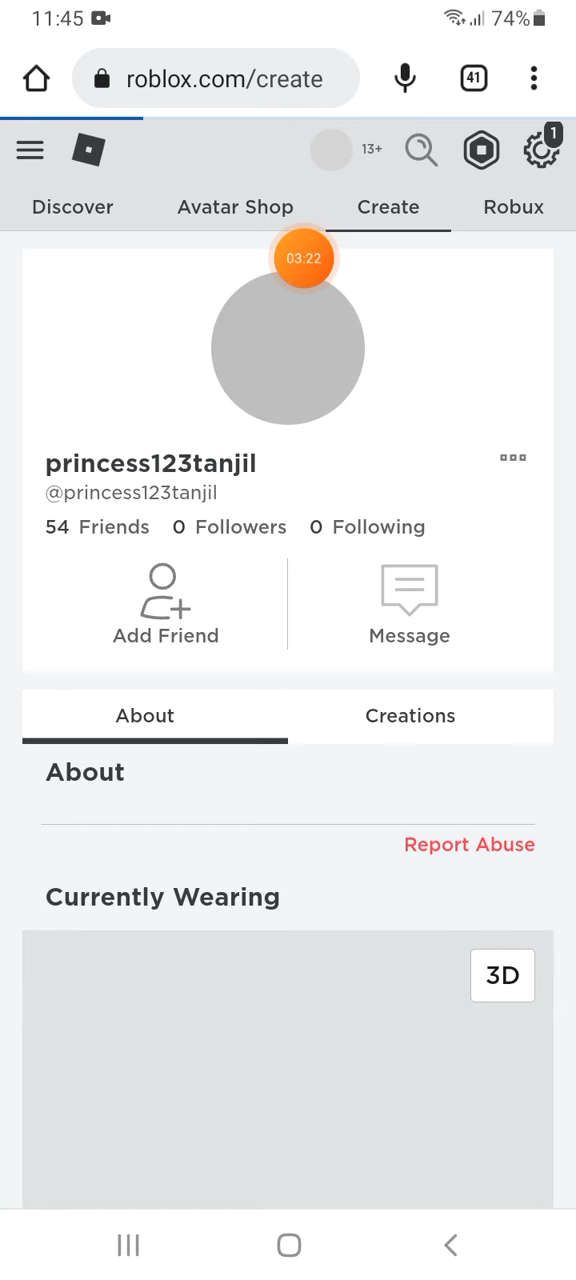 11:45 74%
roblox.com/create 41
13+ 1
Discover Avatar Shop Create Robux
03:22
princess123tanjil
@princess123tanjil
54 Friends 0 Followers 0 Following
Add Friend Message
About Creations
About
Report Abuse
Currently Wearing
3D